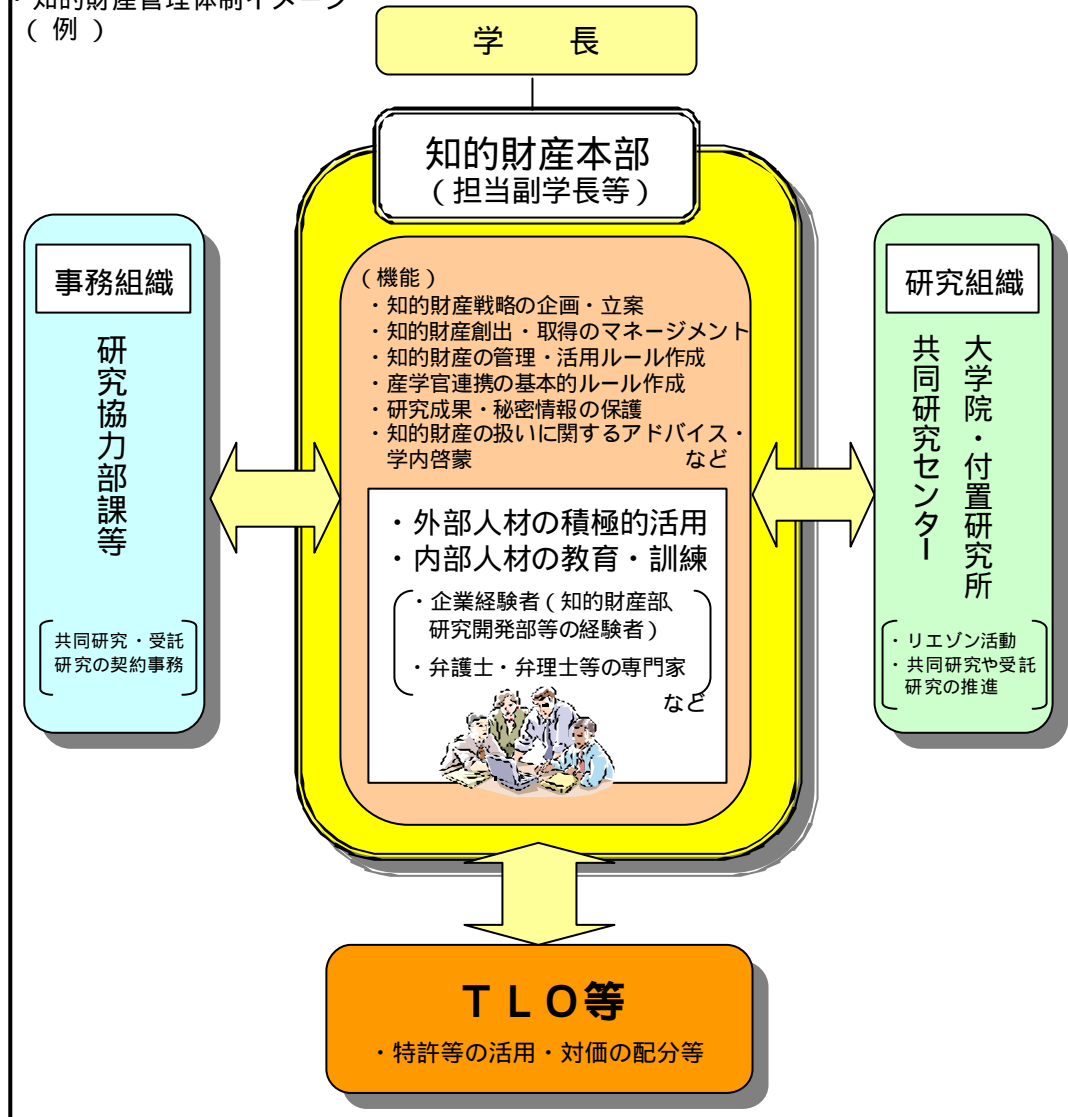 ・知的財産管理体制イメージ
（ 例 ）
学　　長
知的財産本部
（担当副学長等）
事務組織
研究協力部課等
共同研究・受託
研究の契約事務
（機能）
・知的財産戦略の企画・立案
・知的財産創出・取得のマネージメント
・知的財産の管理・活用ルール作成
・産学官連携の基本的ルール作成
・研究成果・秘密情報の保護
・知的財産の扱いに関するアドバイス・
学内啓蒙　　　　　　　　　など
・外部人材の積極的活用
・内部人材の教育・訓練
・企業経験者（知的財産部、
研究開発部等の経験者）
・弁護士・弁理士等の専門家
など
研究組織
大学院・付置研究所
共同研究センター
・リエゾン活動
・共同研究や受託
研究の推進
ＴＬＯ等
・特許等の活用・対価の配分等